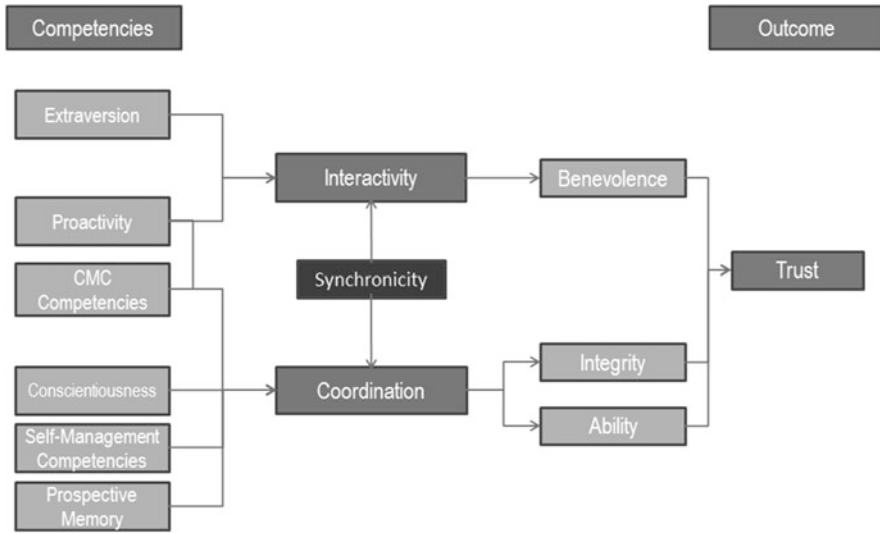 Competencies
Outcome
Extraversion
Interactivity
Benevolence
Proactivity
CMC
Competencies
Synchronicity
Trust
Conscientiousness
Coordination
Integrity
Ability
Self-Management
Competencies
Prospective
Memory